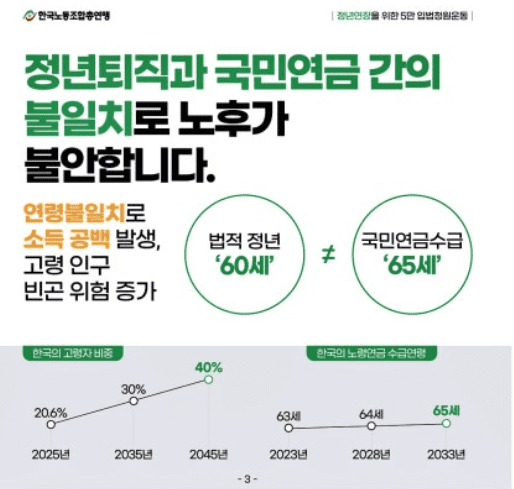 한국노동조합총연맹
| 정년연장을 위한 5만 입법청원운동 |
정년퇴직과 국민연금 간의
불일치로 노후가
불안합니다.
연령불일치로
소득 공백 발생,
고령 인구
빈곤 위험 증가
법적 정년
‘60세’
≠
국민연금수급
‘65세’
한국의 고령자 비중
20.6%
30%
40%
2025년
2035년
2045년
한국의 노령연금 수급연령
63세
64세
65세
2023년
2028년
2033년
- 3 -